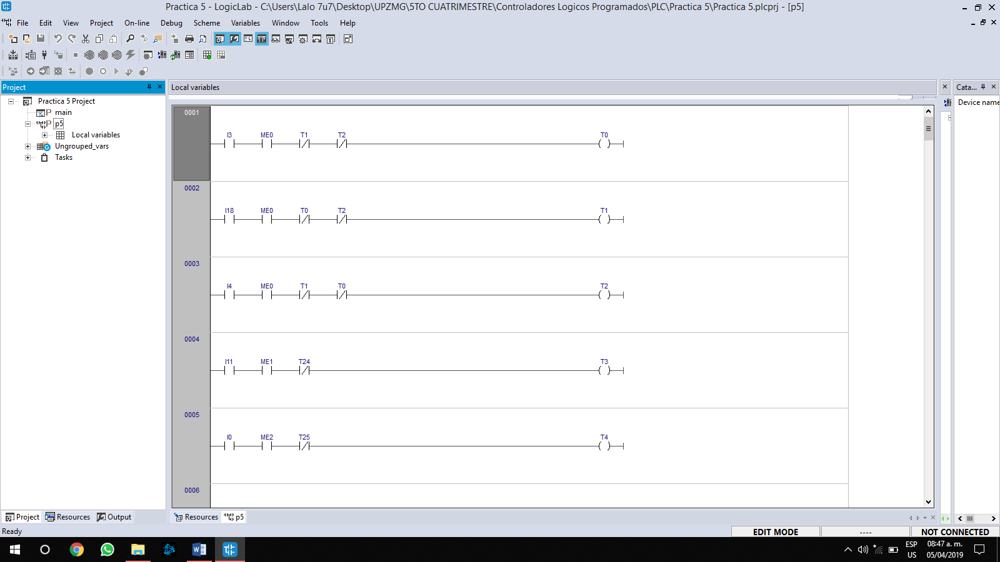 Practica 5 - LogicLab - C:\Users\Lalo 7u7\Desktop\UPZMG\5TO CUATRIMESTRE\Controladores Logicos Programados\PLC\Practica 5\Practica 5.plcprj - [p5]
File Edit View Project On-line Debug Scheme Variables Window Tools Help
Project
Local variables
Cata...
Practica 5 Project
main
p5
Local variables
Ungrouped_vars
Tasks
Device name
0001
I3 ME0 T1 T2 T0
0002
I18 ME0 T0 T2 T1
0003
I4 ME0 T1 T0 T2
0004
I11 ME1 T24 T3
0005
I0 ME2 T25 T4
0006
Project Resources Output
Resources p5
Ready
EDIT MODE
----
NOT CONNECTED
ESP
US
08:47 a. m.
05/04/2019